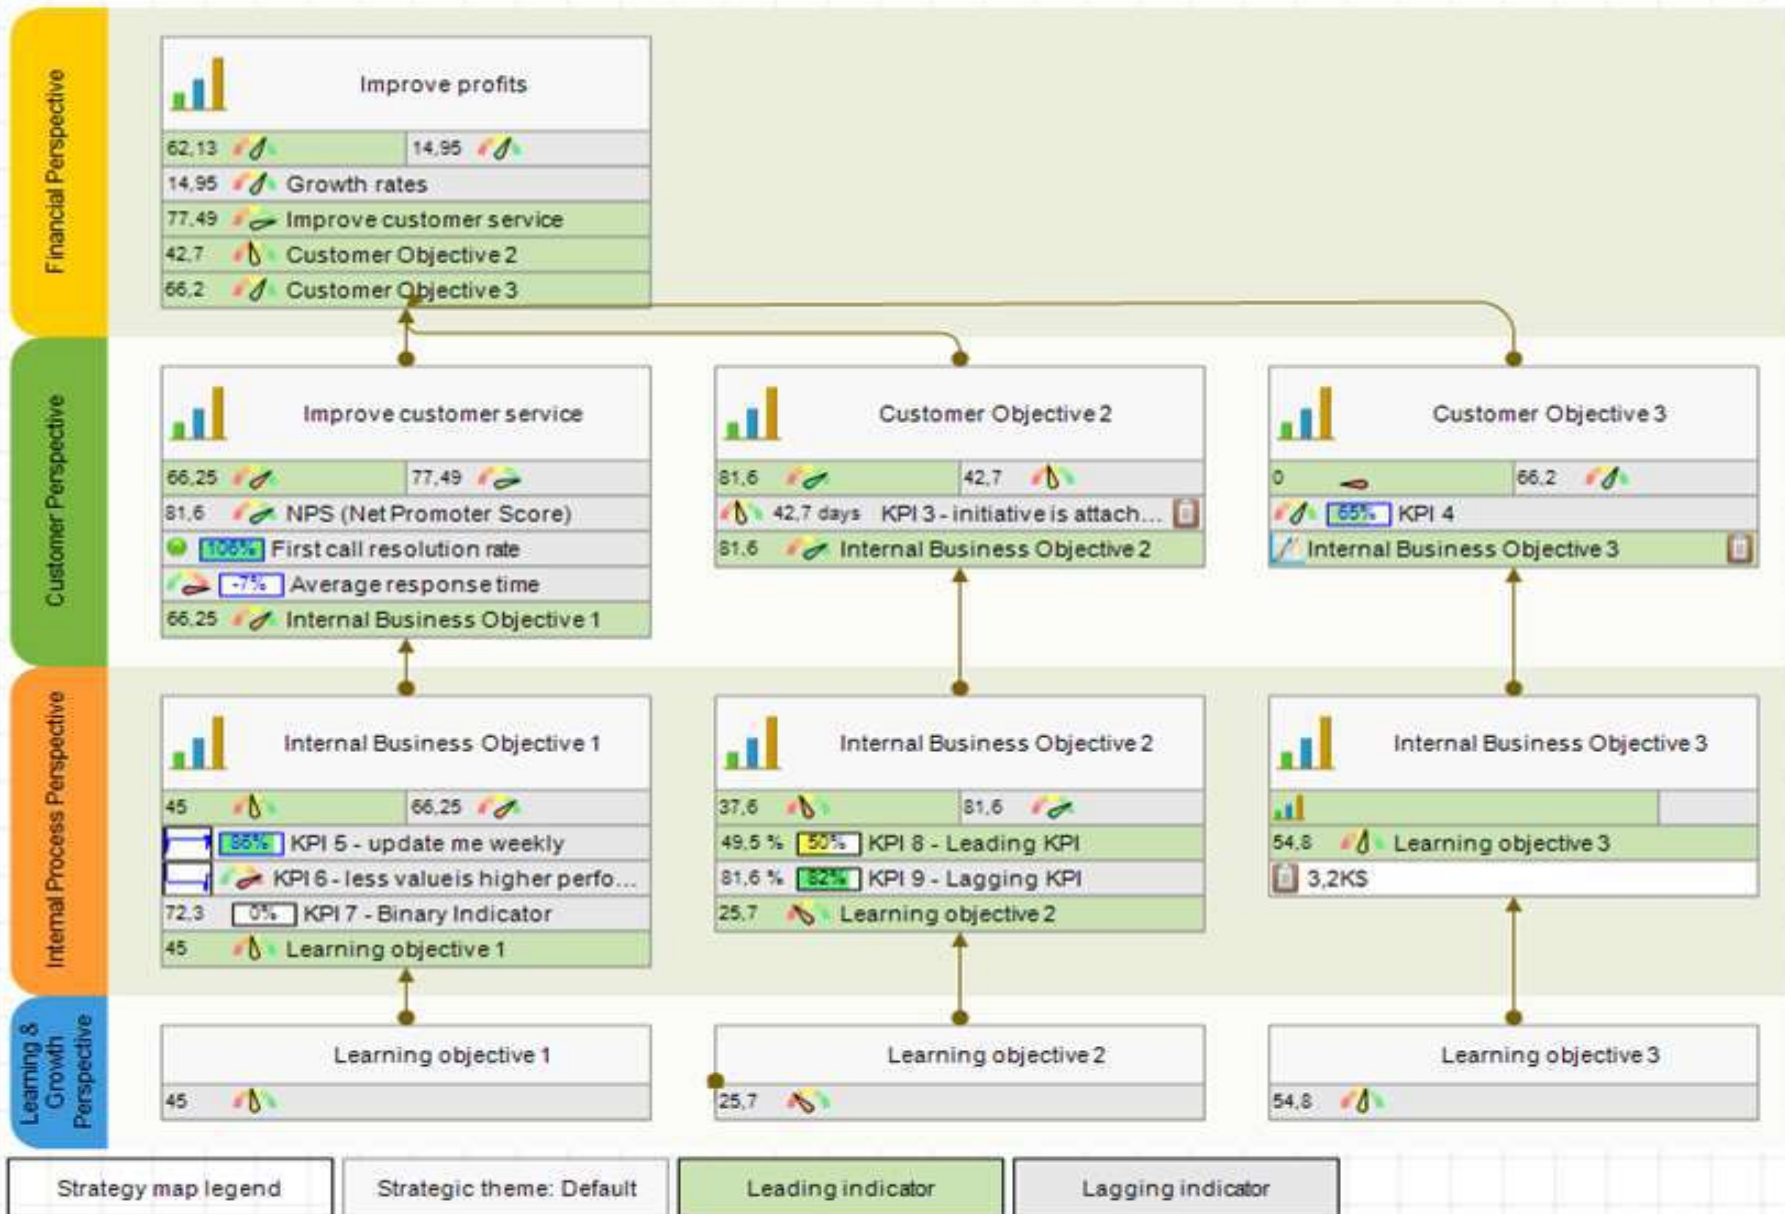 Financial Perspective
Improve profits
62,13 14,95
14,95 Growth rates
77,49 Improve customer service
42,7 Customer Objective 2
66,2 Customer Objective 3
Customer Perspective
Improve customer service
66,25 77,49
81,6 NPS (Net Promoter Score)
106% First call resolution rate
-7% Average response time
66,25 Internal Business Objective 1
Customer Objective 2
81,6 42,7
42,7 days KPI 3 - initiative is attach...
81,6 Internal Business Objective 2
Customer Objective 3
0 66,2
65% KPI 4
Internal Business Objective 3
Internal Process Perspective
Internal Business Objective 1
45 66,25
86% KPI 5 - update me weekly
KPI 6 - less value is higher perfo...
72,3 0% KPI 7 - Binary Indicator
45 Learning objective 1
Internal Business Objective 2
37,6 81,6
49,5 % 50% KPI 8 - Leading KPI
81,6 % 82% KPI 9 - Lagging KPI
25,7 Learning objective 2
Internal Business Objective 3
54,8 Learning objective 3
3,2K$
Learning &
Growth
Perspective
Learning objective 1
45
Learning objective 2
25,7
Learning objective 3
54,8
Strategy map legend
Strategic theme: Default
Leading indicator
Lagging indicator